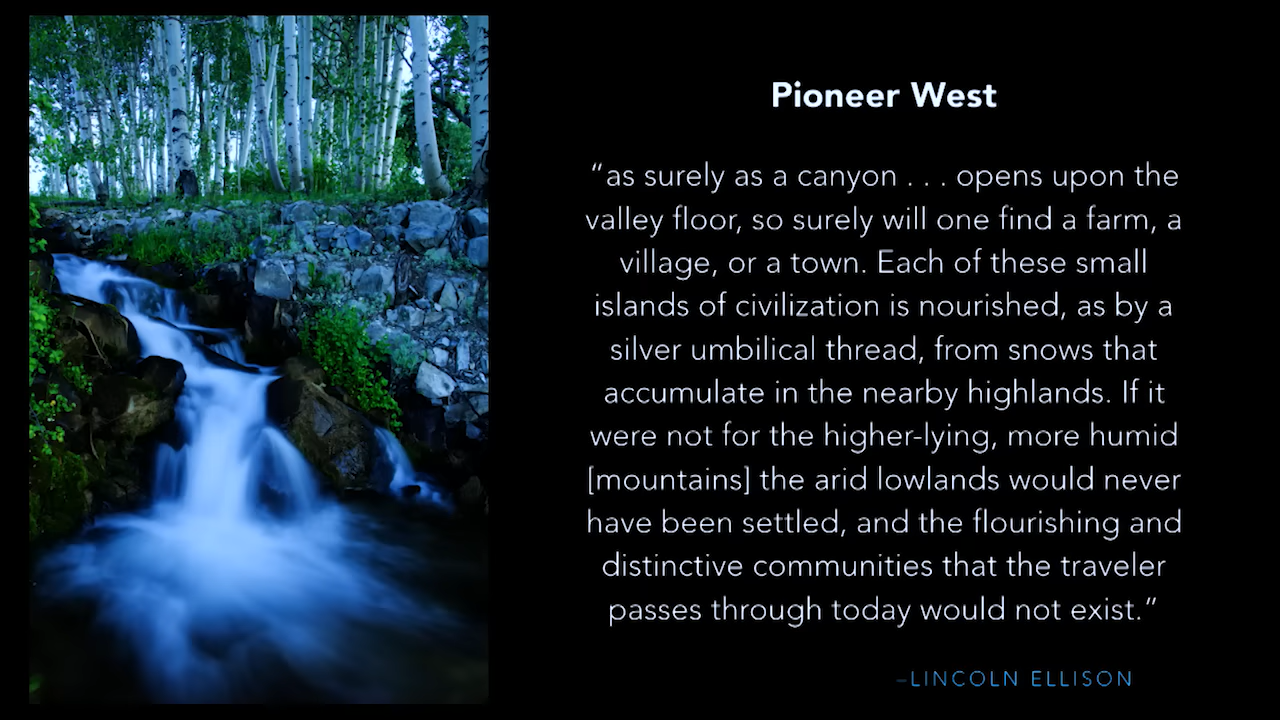 Pioneer West
“as surely as a canyon . . . opens upon the
valley floor, so surely will one find a farm, a
village, or a town. Each of these small
islands of civilization is nourished, as by a
silver umbilical thread, from snows that
accumulate in the nearby highlands. If it
were not for the higher-lying, more humid
[mountains] the arid lowlands would never
have been settled, and the flourishing and
distinctive communities that the traveler
passes through today would not exist.”
–LINCOLN ELLISON